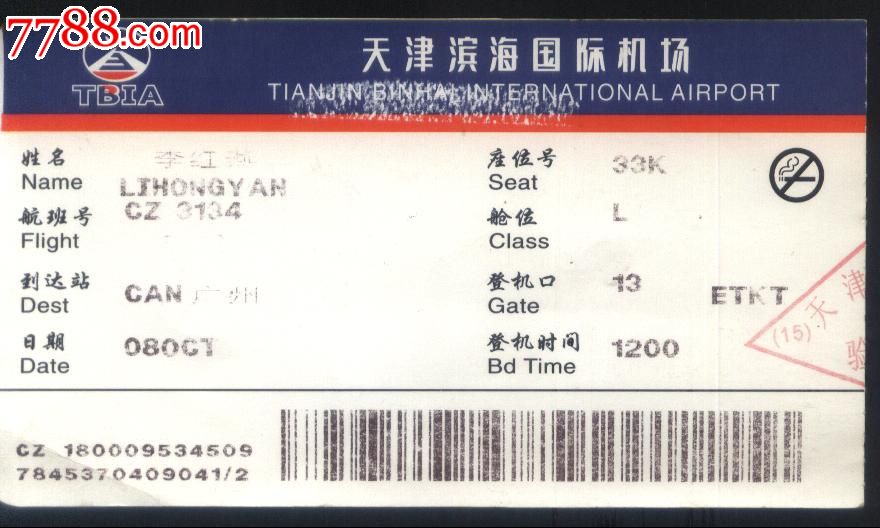 7788.com
TBIA
天津滨海国际机场
TIANJIN BINHAI INTERNATIONAL AIRPORT
姓名 李红燕
Name LIHONGYAN
座位号 33K
Seat
航班号 CZ 3134
Flight
舱位 L
Class
到达站 CAN 广州
Dest
登机口 13
Gate
ETKT
日期 08OCT
Date
登机时间 1200
Bd Time
(15) 天津
验
CZ 180009534509
7845370409041/2